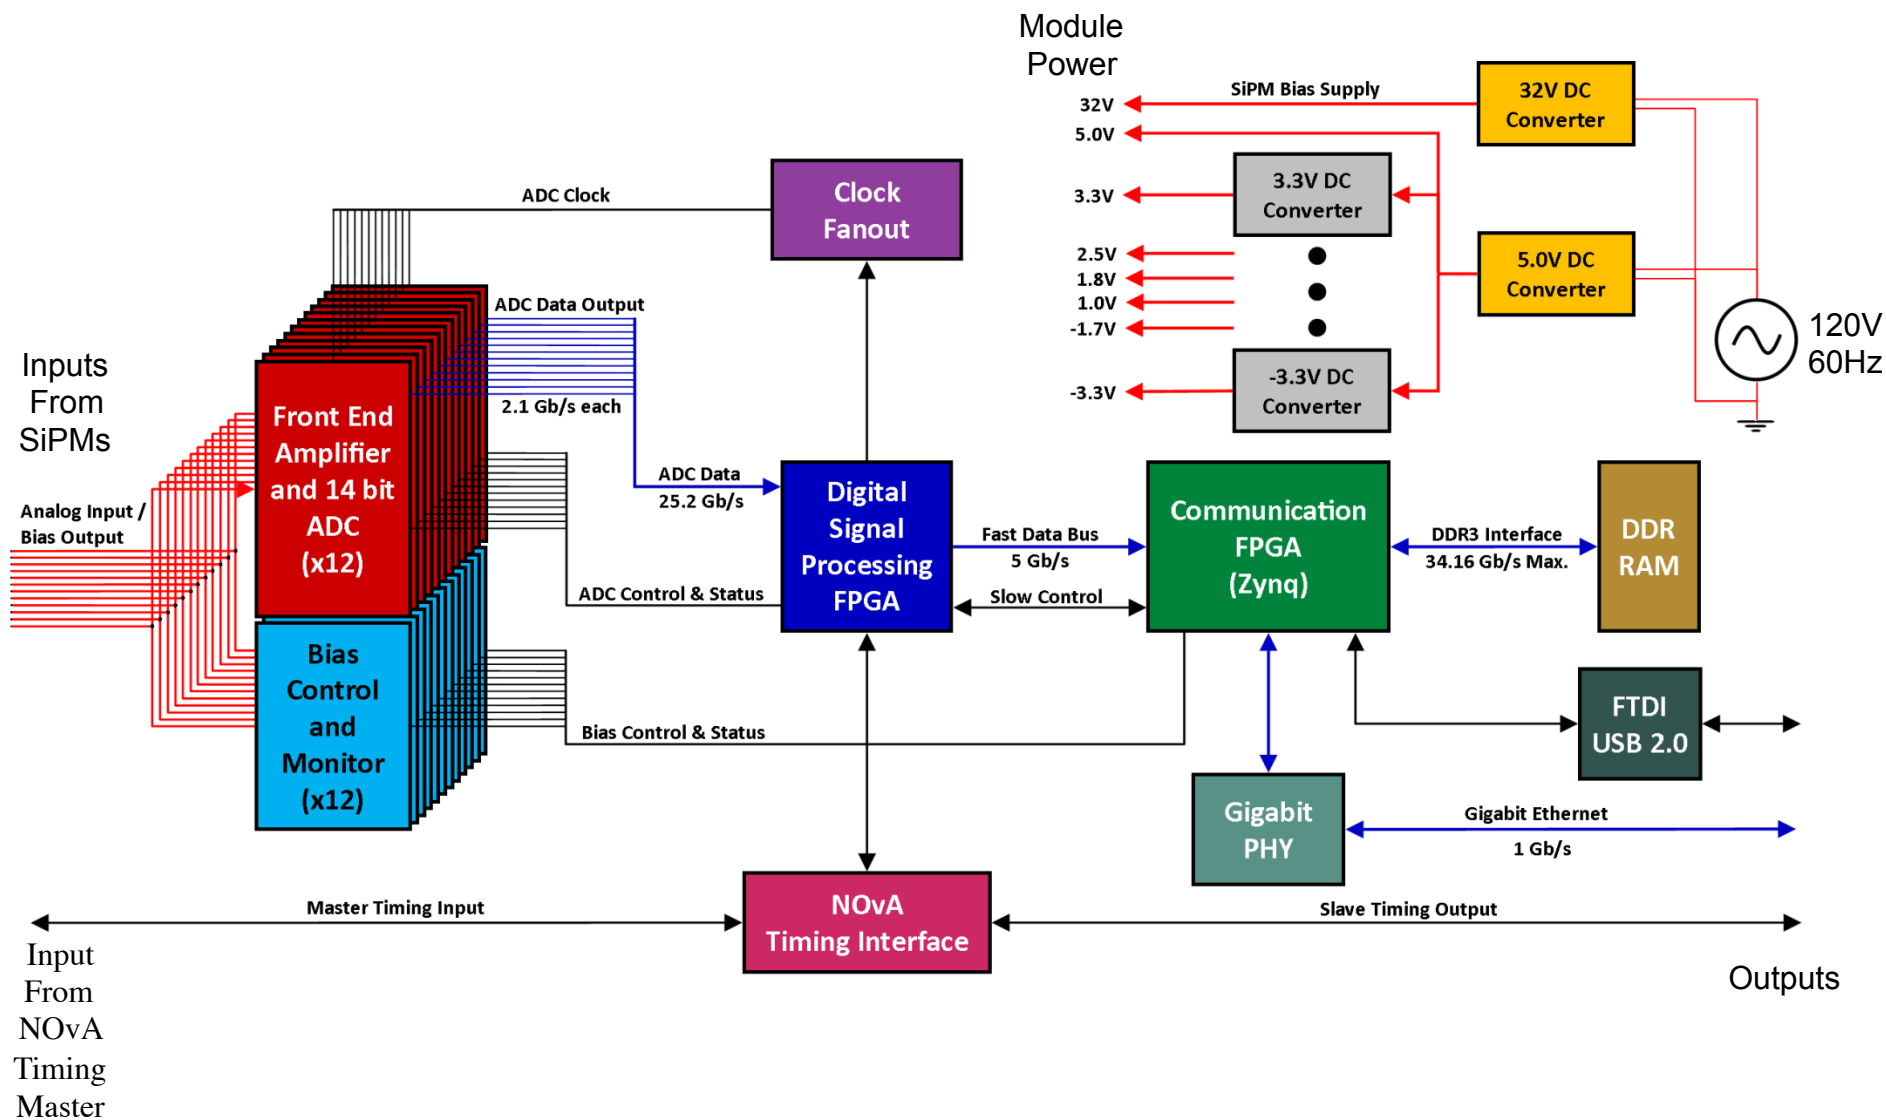 Module
Power
SiPM Bias Supply
32V
5.0V
3.3V
2.5V
1.8V
1.0V
-1.7V
-3.3V
32V DC
Converter
3.3V DC
Converter
5.0V DC
Converter
-3.3V DC
Converter
120V
60Hz
Clock
Fanout
ADC Clock
ADC Data Output
2.1 Gb/s each
Inputs
From
SiPMs
Analog Input /
Bias Output
Front End
Amplifier
and 14 bit
ADC
(x12)
Bias
Control
and
Monitor
(x12)
ADC Data
25.2 Gb/s
ADC Control & Status
Bias Control & Status
Digital
Signal
Processing
FPGA
Fast Data Bus
5 Gb/s
Slow Control
Communication
FPGA
(Zynq)
DDR3 Interface
34.16 Gb/s Max.
DDR
RAM
FTDI
USB 2.0
Gigabit
PHY
Gigabit Ethernet
1 Gb/s
Master Timing Input
NOvA
Timing Interface
Slave Timing Output
Input
From
NOvA
Timing
Master
Outputs